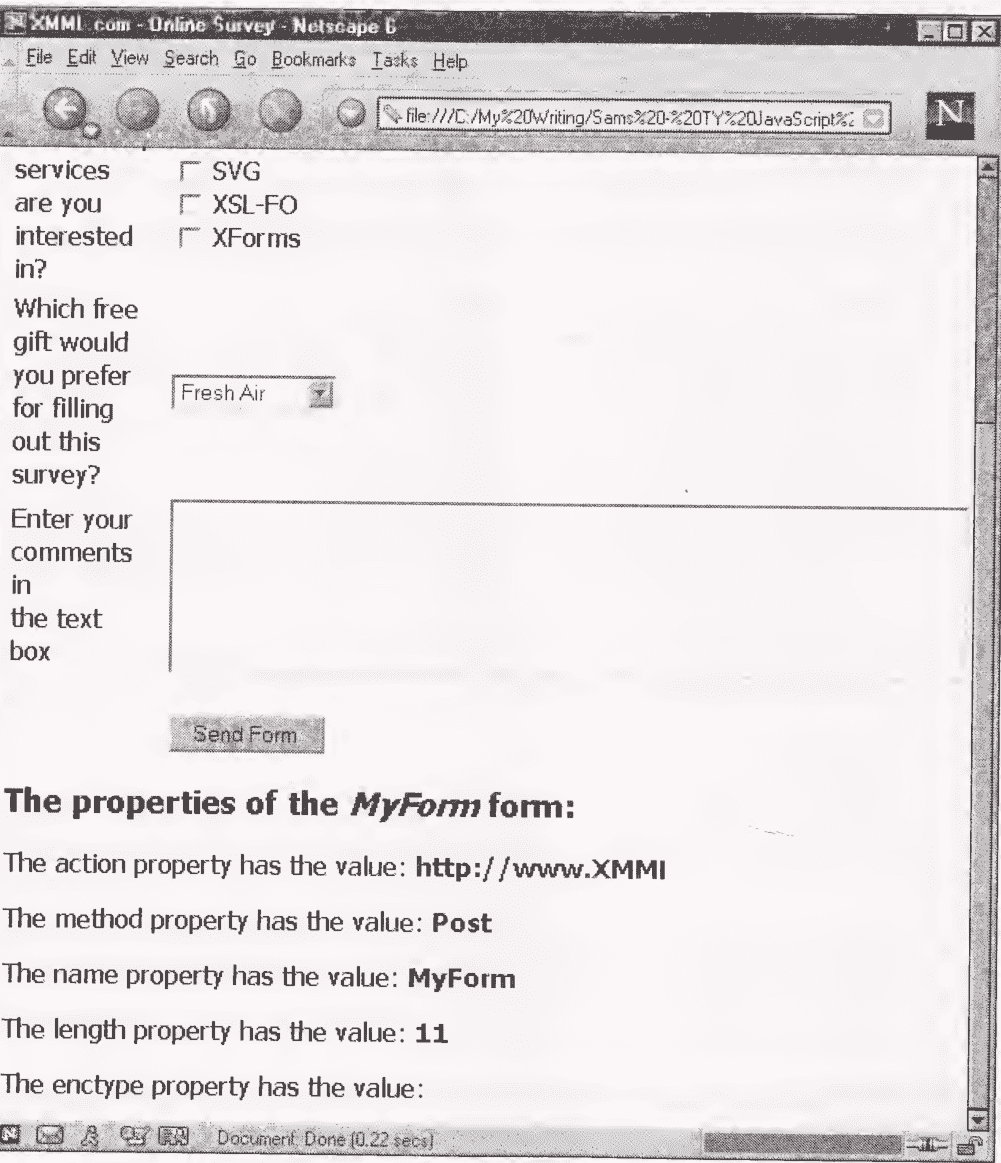 XMML.com - Online Survey - Netscape 6
File Edit View Search Go Bookmarks Tasks Help
file:///C:/My%20Writing/Sams%20-%20TY%20JavaScript%2
N
services
are you
interested
in?
SVG
XSL-FO
XForms
Which free
gift would
you prefer
for filling
out this
survey?
Fresh Air
Enter your
comments
in
the text
box
Send Form
The properties of the MyForm form:
The action property has the value: http://www.XMMl
The method property has the value: Post
The name property has the value: MyForm
The length property has the value: 11
The enctype property has the value:
Document: Done (0.22 secs)